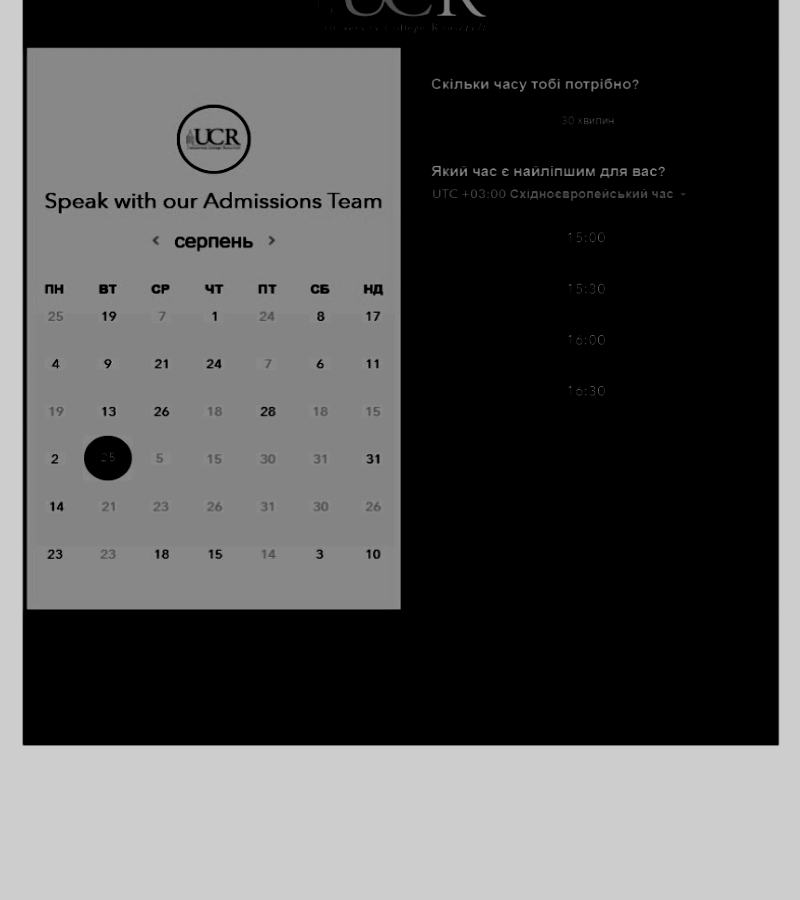 UCR
University College Roosevelt
UCR
Speak with our Admissions Team
< серпень >
ПН ВТ СР ЧТ ПТ СБ НД
25 19 7 1 24 8 17
4 9 21 24 7 6 11
19 13 26 18 28 18 15
2 25 5 15 30 31 31
14 21 23 26 31 30 26
23 23 18 15 14 3 10
Скільки часу тобі потрібно?
30 хвилин
Який час є найліпшим для вас?
UTC +03:00 Східноєвропейський час
15:00
15:30
16:00
16:30